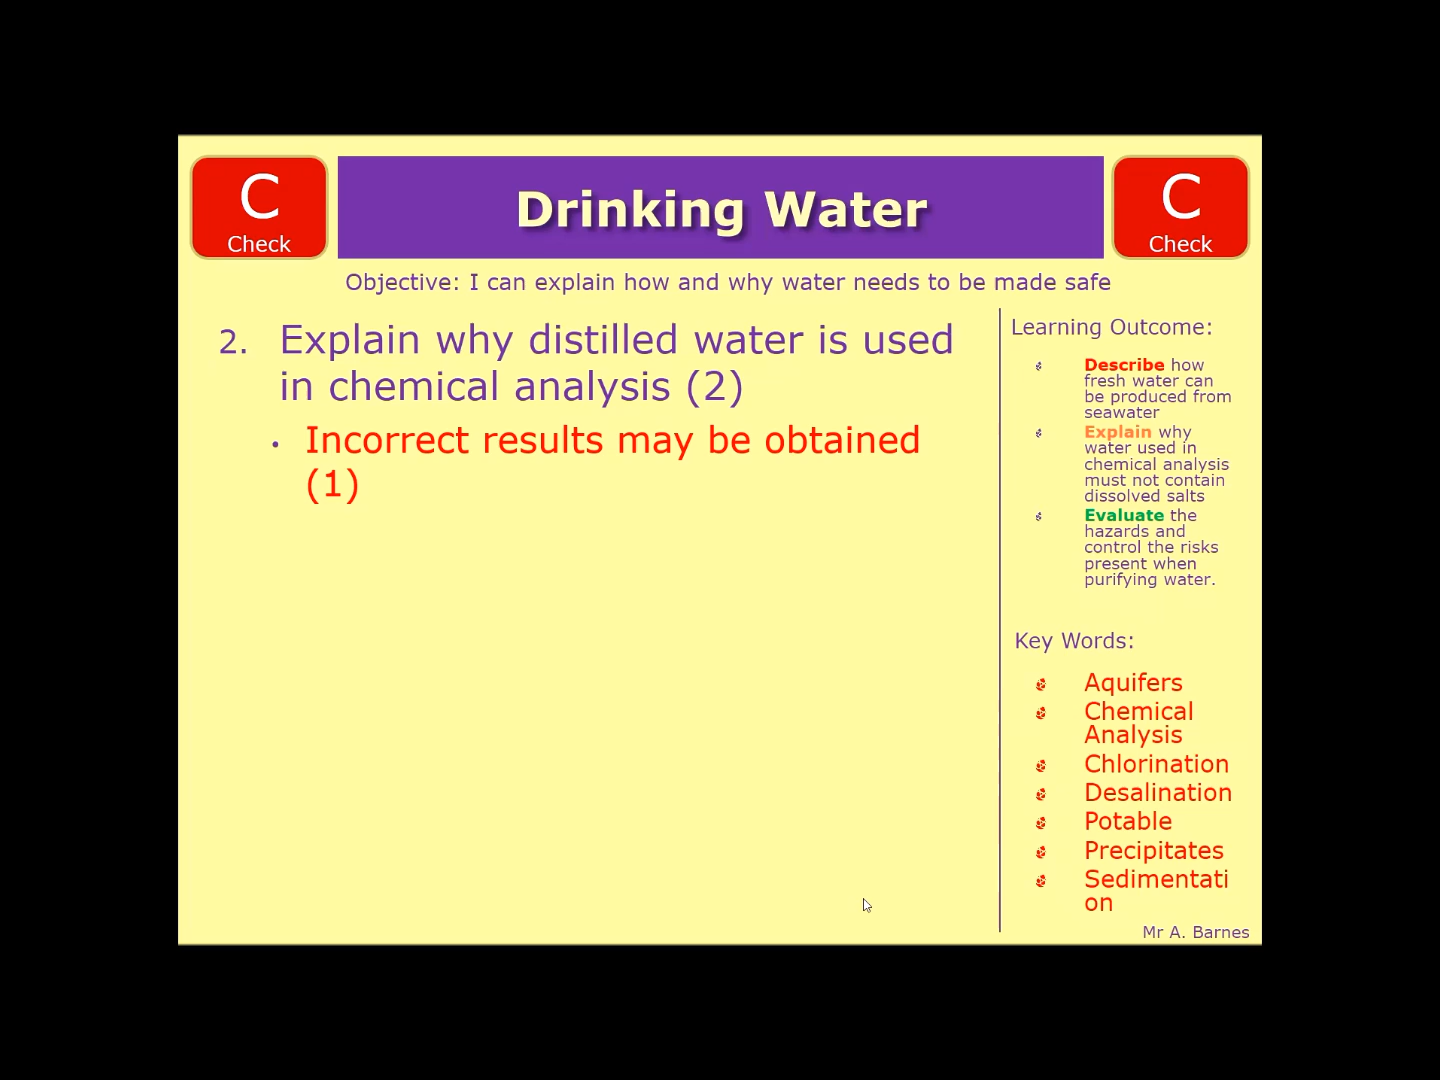 C
Check
Drinking Water
C
Check
Objective: I can explain how and why water needs to be made safe
2. Explain why distilled water is used
in chemical analysis (2)
• Incorrect results may be obtained
(1)
Learning Outcome:
Describe how
fresh water can
be produced from
seawater
Explain why
water used in
chemical analysis
must not contain
dissolved salts
Evaluate the
hazards and
control the risks
present when
purifying water.
Key Words:
Aquifers
Chemical
Analysis
Chlorination
Desalination
Potable
Precipitates
Sedimentati
on
Mr A. Barnes